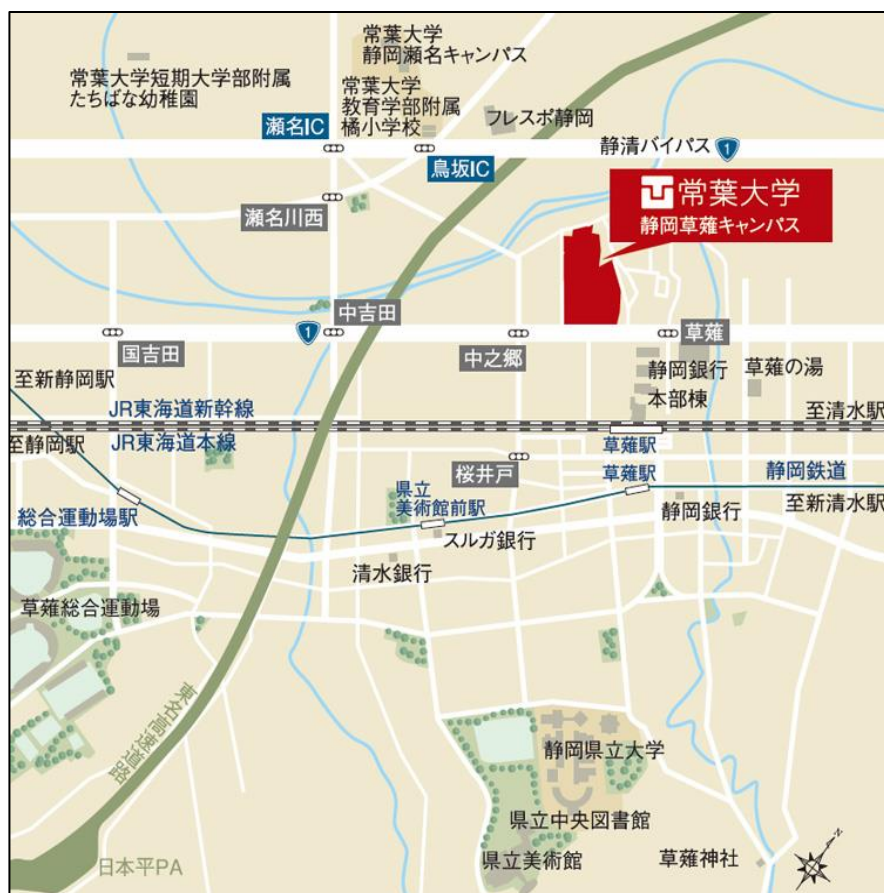 常葉大学
静岡瀬名キャンパス
常葉大学短期大学部附属
たちばな幼稚園
常葉大学
教育学部附属
橘小学校
フレスポ静岡
瀬名IC
静清バイパス
1
鳥坂IC
常葉大学
静岡草薙キャンパス
瀬名川西
中吉田
1
国吉田
中之郷
草薙
静岡銀行
本部棟
草薙の湯
至新静岡駅
JR東海道新幹線
至清水駅
至静岡駅
JR東海道本線
草薙駅
桜井戸
草薙駅
静岡鉄道
県立
美術館前駅
総合運動場駅
静岡銀行
至新清水駅
スルガ銀行
清水銀行
草薙総合運動場
東名高速道路
静岡県立大学
県立中央図書館
県立美術館
草薙神社
日本平PA
N